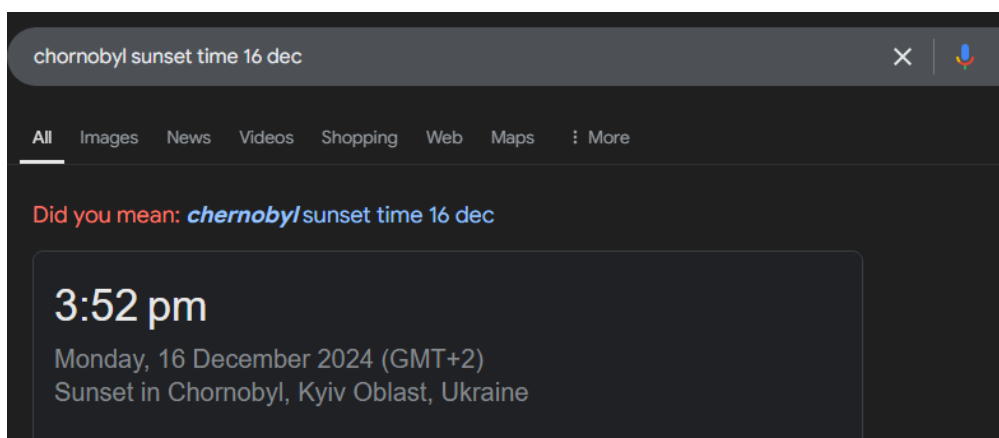 chornobyl sunset time 16 dec
All Images News Videos Shopping Web Maps More
Did you mean: chernobyl sunset time 16 dec
3:52 pm
Monday, 16 December 2024 (GMT+2)
Sunset in Chornobyl, Kyiv Oblast, Ukraine